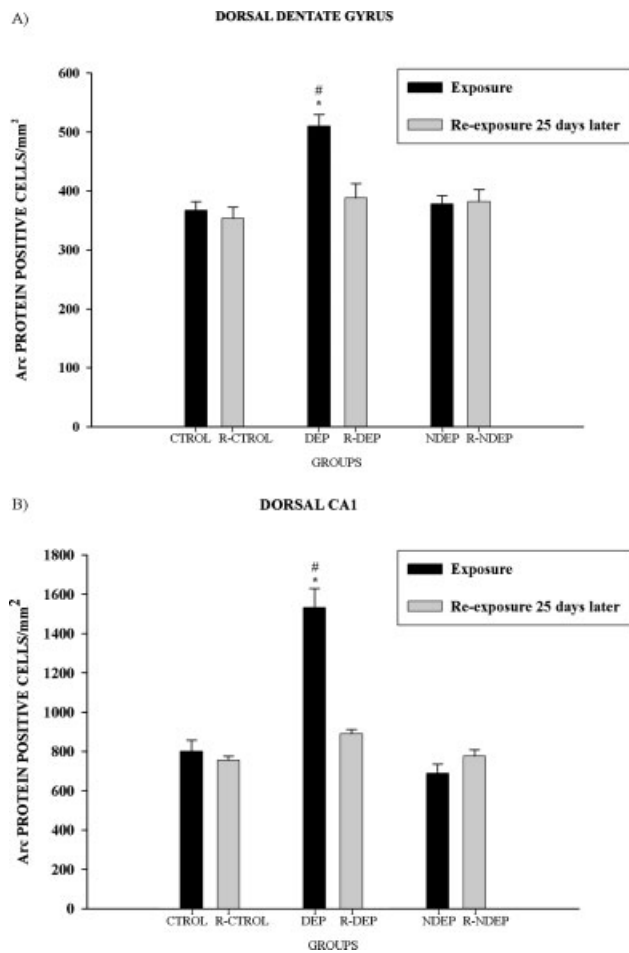 A)
DORSAL DENTATE GYRUS
Arc PROTEIN POSITIVE CELLS/mm²
600
500
400
300
200
100
0
#
*
Exposure
Re-exposure 25 days later
CTROL R-CTROL DEP R-DEP NDEP R-NDEP
GROUPS
B)
DORSAL CA1
Arc PROTEIN POSITIVE CELLS/mm²
1800
1600
1400
1200
1000
800
600
400
200
0
#
*
Exposure
Re-exposure 25 days later
CTROL R-CTROL DEP R-DEP NDEP R-NDEP
GROUPS